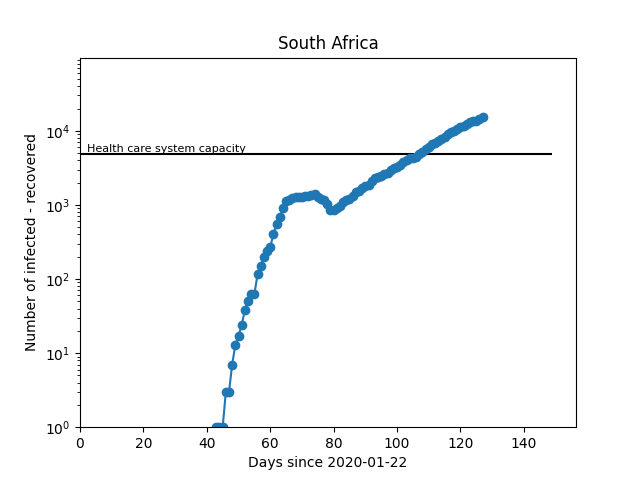 South Africa
Number of infected - recovered
10^4
10^3
10^2
10^1
10^0
Health care system capacity
0 20 40 60 80 100 120 140
Days since 2020-01-22